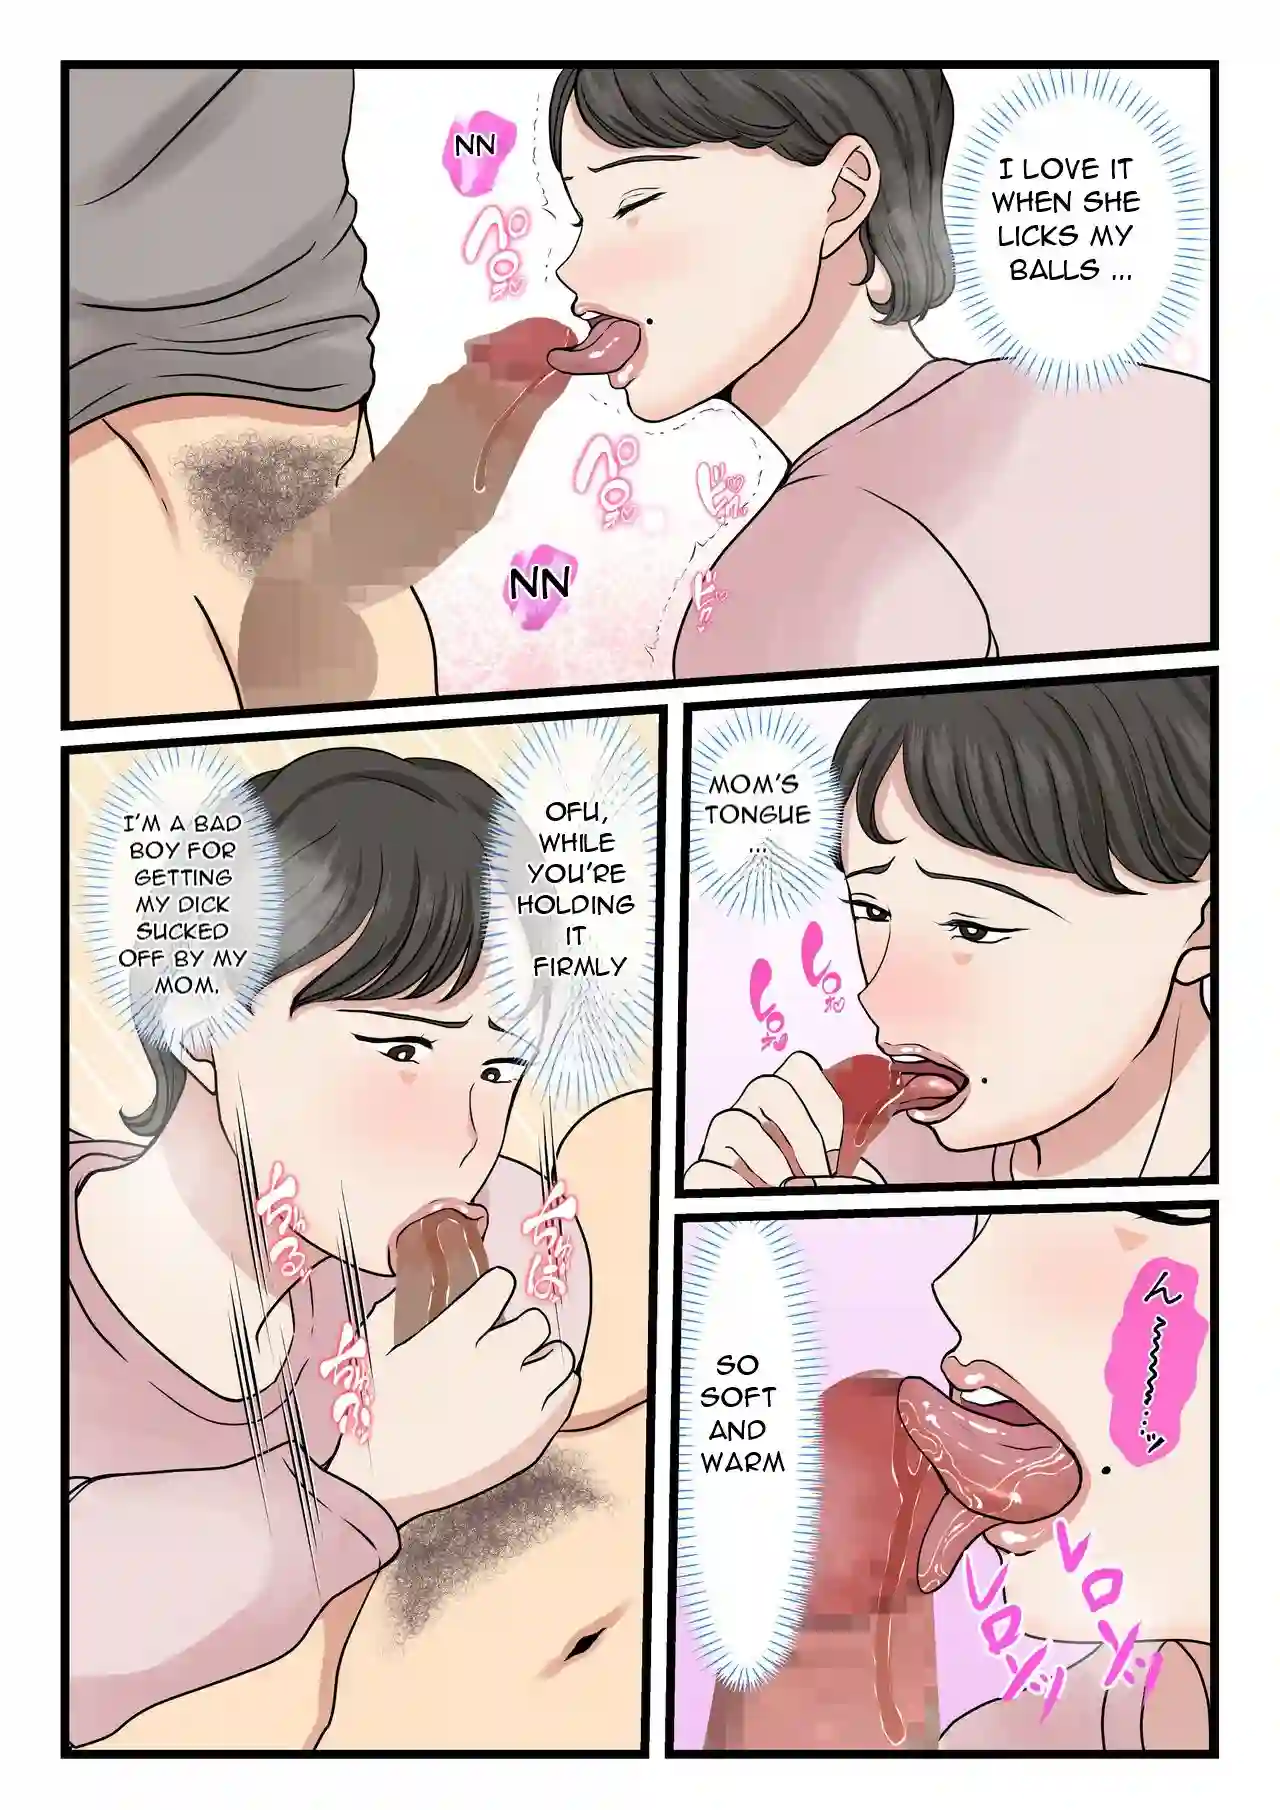 I LOVE IT
WHEN SHE
LICKS MY
BALLS ...
NN
NN
MOM'S
TONGUE
...
OFU,
WHILE
YOU'RE
HOLDING
IT
FIRMLY
I'M A BAD
BOY FOR
GETTING
MY DICK
SUCKED
OFF BY MY
MOM.
SO
SOFT
AND
WARM